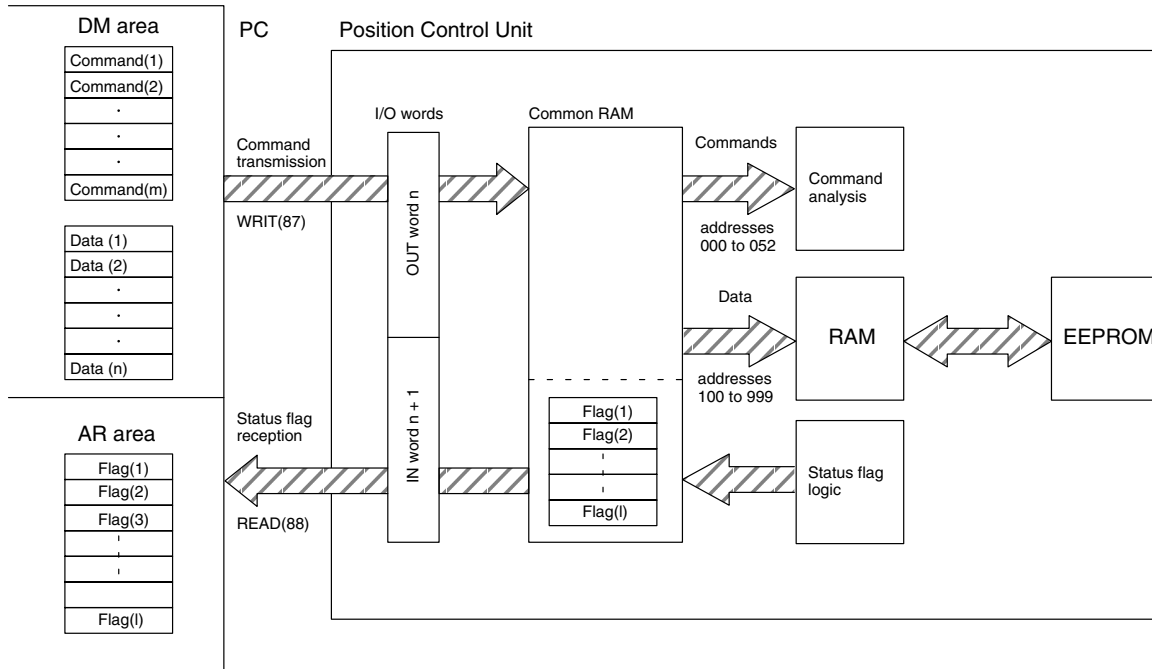 DM area
Command(1)
Command(2)
.
.
.
Command(m)
Data (1)
Data (2)
.
.
.
Data (n)
AR area
Flag(1)
Flag(2)
Flag(3)
Flag(l)
PC
Command
transmission
WRIT(87)
Status flag
reception
READ(88)
Position Control Unit
I/O words
OUT word n
IN word n + 1
Common RAM
Flag(1)
Flag(2)
Flag(l)
Commands
addresses
000 to 052
Data
addresses
100 to 999
Command
analysis
RAM
EEPROM
Status flag
logic